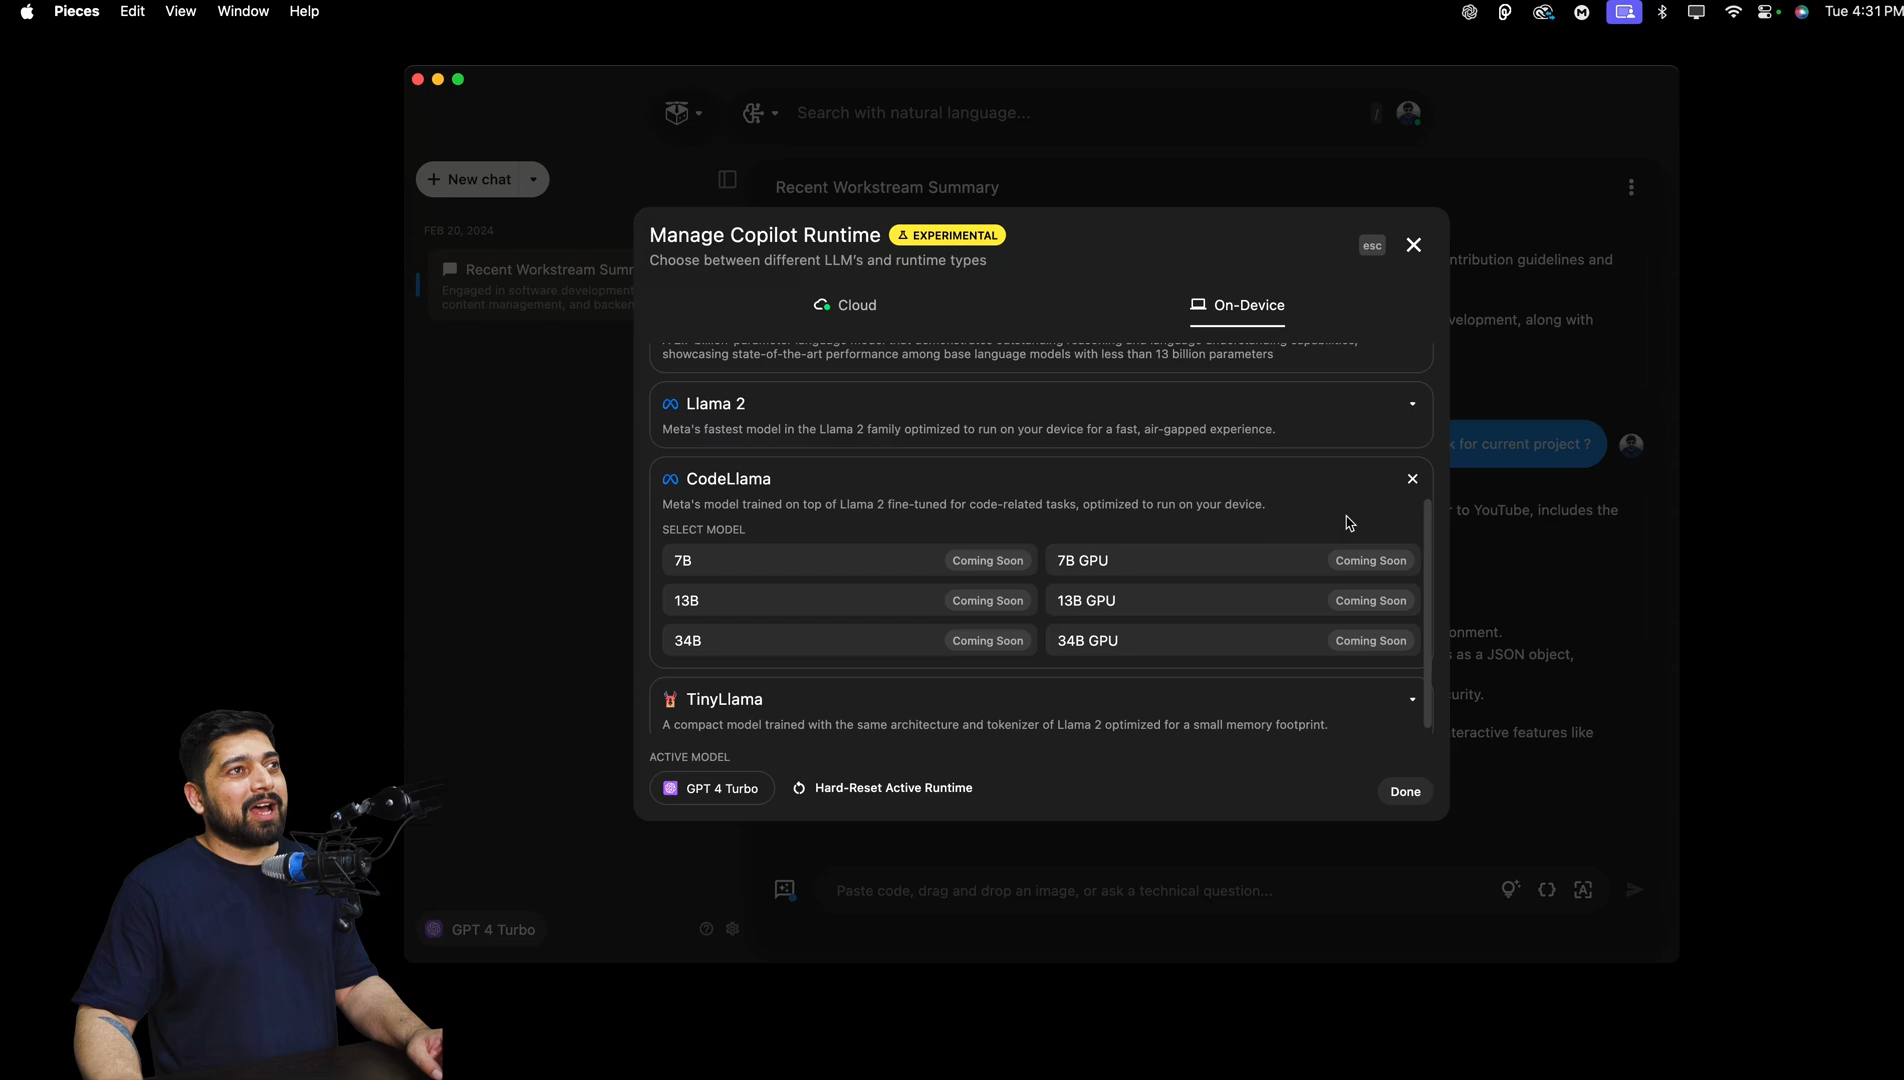 Pieces Edit View Window Help Tue 4:31 PM
Search with natural language... /
+ New chat
Recent Workstream Summary
FEB 20, 2024
Recent Workstream Sum
Engaged in software development
content management, and backen
Manage Copilot Runtime EXPERIMENTAL
esc
Choose between different LLM's and runtime types
Cloud On-Device
showcasing state-of-the-art performance among base language models with less than 13 billion parameters
Llama 2
Meta's fastest model in the Llama 2 family optimized to run on your device for a fast, air-gapped experience.
CodeLlama
Meta's model trained on top of Llama 2 fine-tuned for code-related tasks, optimized to run on your device.
SELECT MODEL
7B Coming Soon 7B GPU Coming Soon
13B Coming Soon 13B GPU Coming Soon
34B Coming Soon 34B GPU Coming Soon
TinyLlama
A compact model trained with the same architecture and tokenizer of Llama 2 optimized for a small memory footprint.
ACTIVE MODEL
GPT 4 Turbo Hard-Reset Active Runtime Done
ntribution guidelines and
velopment, along with
k for current project ?
r to YouTube, includes the
onment.
s as a JSON object,
curity.
teractive features like
Paste code, drag and drop an image, or ask a technical question...
GPT 4 Turbo